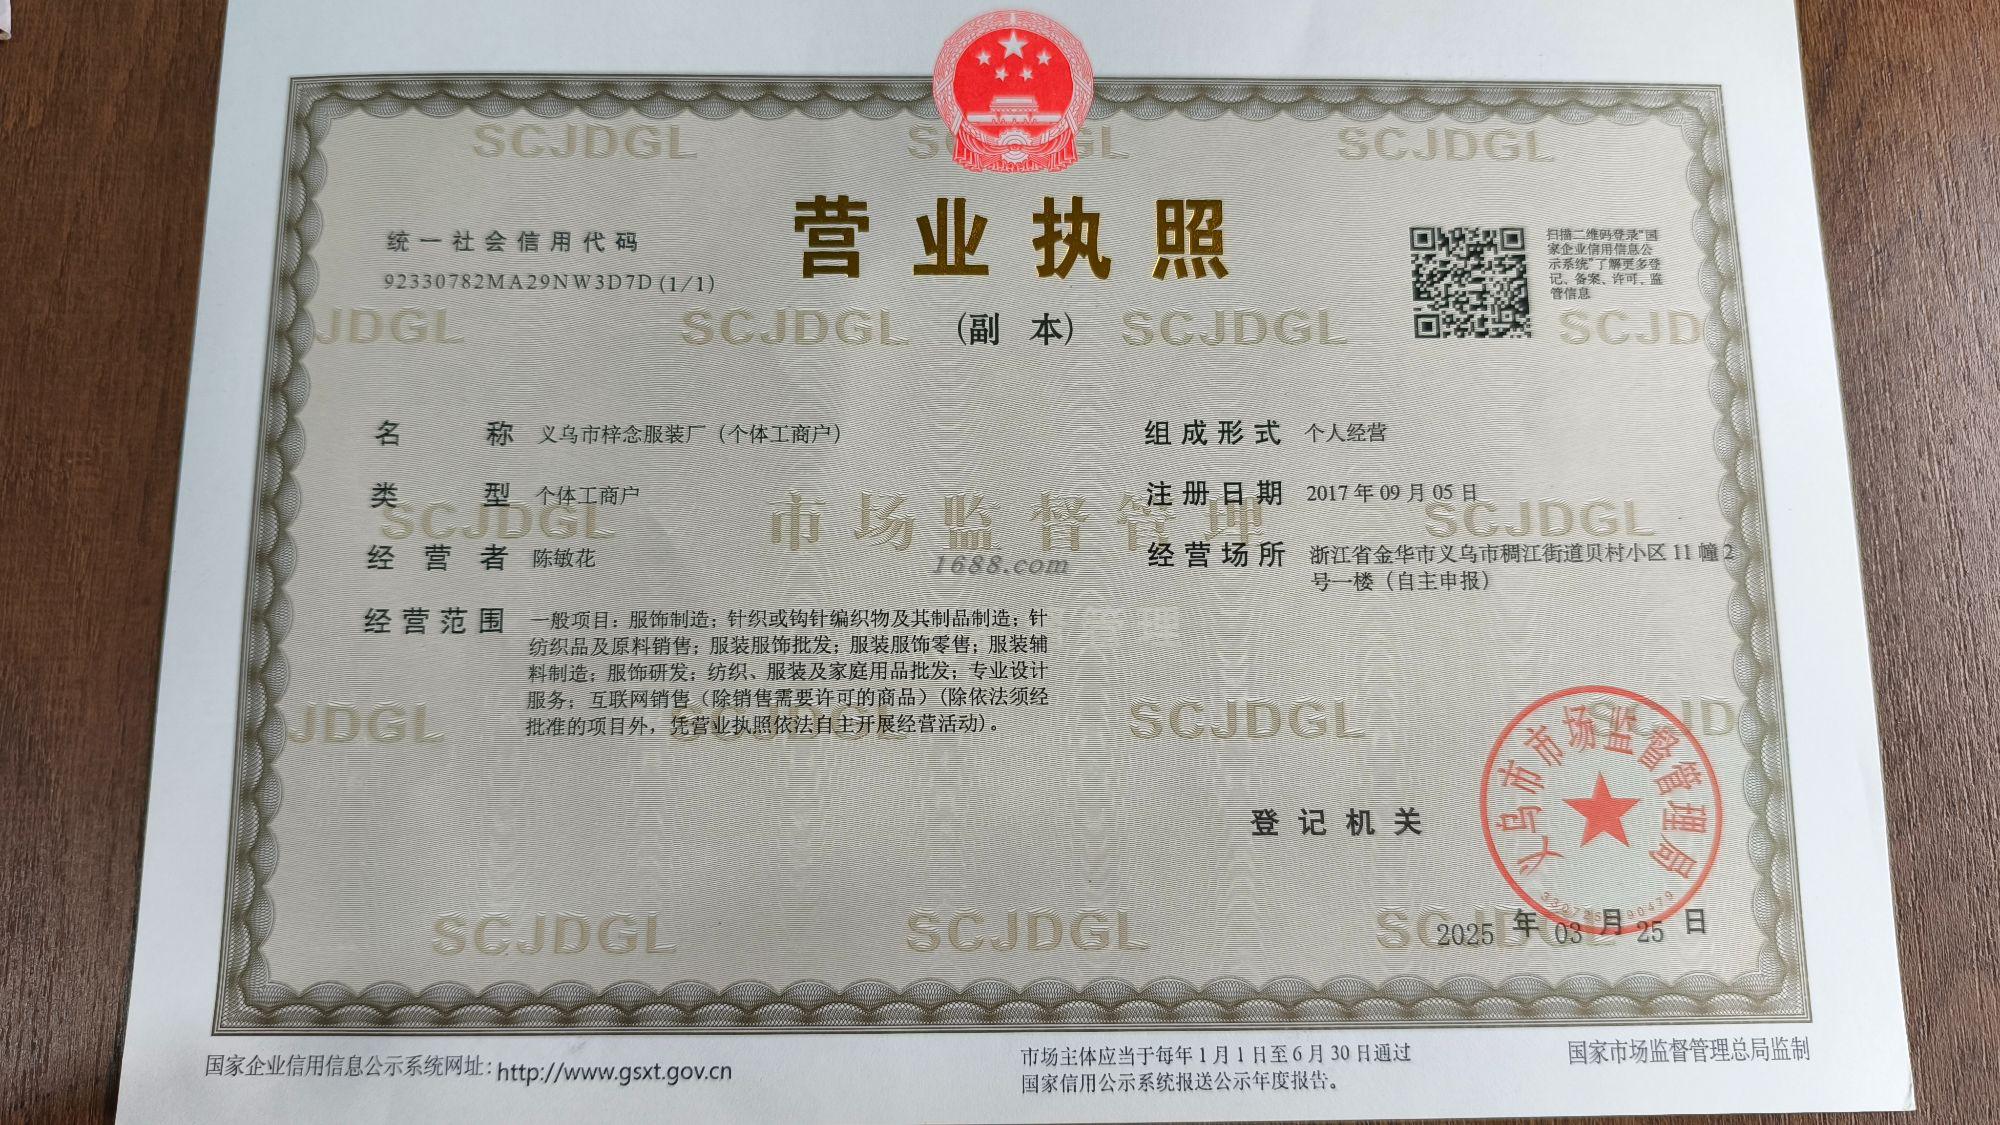 营业执照
(副 本)
统一社会信用代码
92330782MA29NW3D7D(1/1)
扫描二维码登录“国
家企业信用信息公
示系统”了解更多登
记、备案、许可、监
管信息
名 称 义乌市梓念服装厂（个体工商户）
类 型 个体工商户
经 营 者 陈敏花
经营范围 一般项目：服饰制造；针织或钩针编织物及其制品制造；针
纺织品及原料销售；服装服饰批发；服装服饰零售；服装辅
料制造；服饰研发；纺织、服装及家庭用品批发；专业设计
服务；互联网销售（除销售需要许可的商品）(除依法须经
批准的项目外，凭营业执照依法自主开展经营活动)。
组成形式 个人经营
注册日期 2017 年 09 月 05 日
经营场所 浙江省金华市义乌市稠江街道贝村小区 11 幢 2
号一楼（自主申报）
SCJDGL SCJDGL SCJDGL
JDGL SCJDGL SCJDGL SCJD
SCJDGL 市场监督管理 SCJDGL
1688.com
JDGL SCJDGL SCJDGL SCJD
SCJDGL SCJDGL SCJDGL
登记机关
义乌市市场监督管理局
2025 年 03 月 25 日
国家企业信用信息公示系统网址：http://www.gsxt.gov.cn
市场主体应当于每年 1 月 1 日至 6 月 30 日通过
国家信用公示系统报送公示年度报告。
国家市场监督管理总局监制